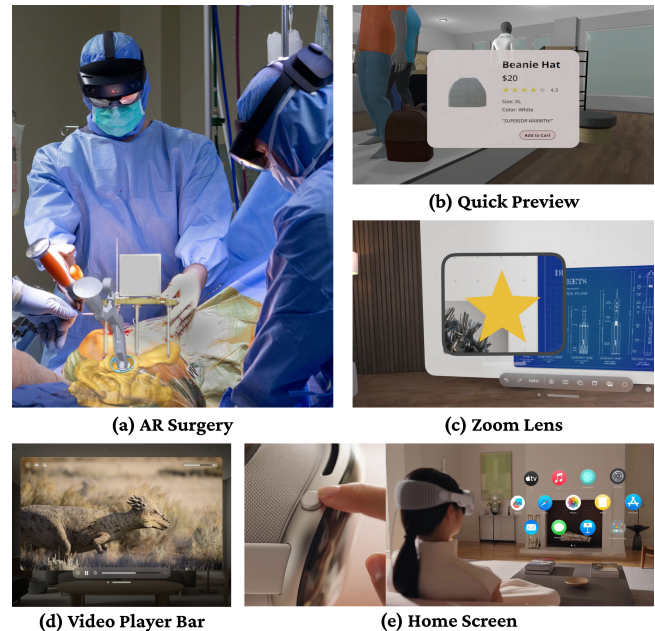 Beanie Hat
$20
4.3
Size: XL
Color: White
"SUPERIOR WARMTH!"
Add to Cart
(b) Quick Preview
(a) AR Surgery
(c) Zoom Lens
tv
(d) Video Player Bar
(e) Home Screen